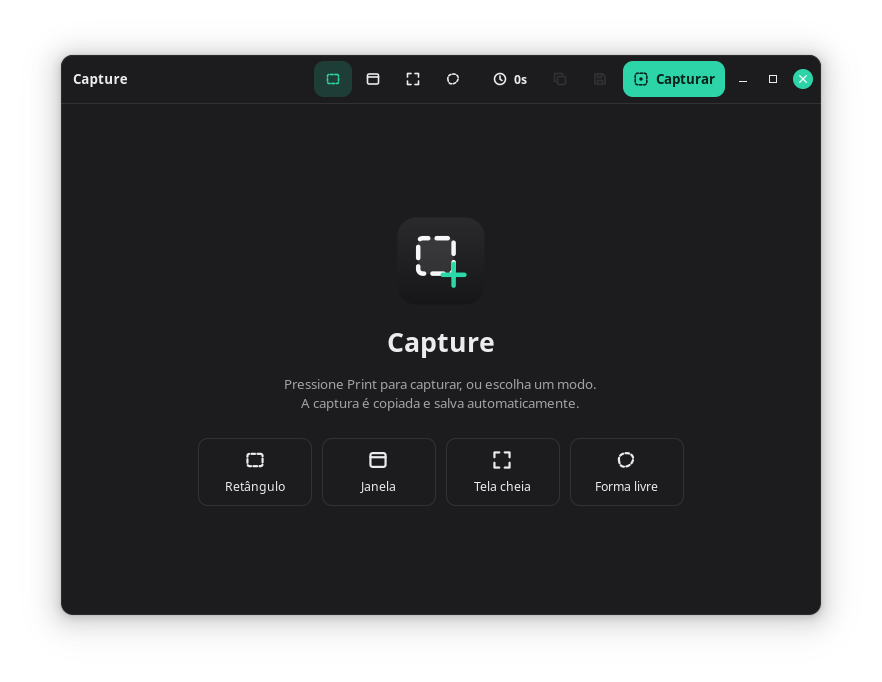 Capture
0s
Capturar
Capture
Pressione Print para capturar, ou escolha um modo.
A captura é copiada e salva automaticamente.
Retângulo
Janela
Tela cheia
Forma livre